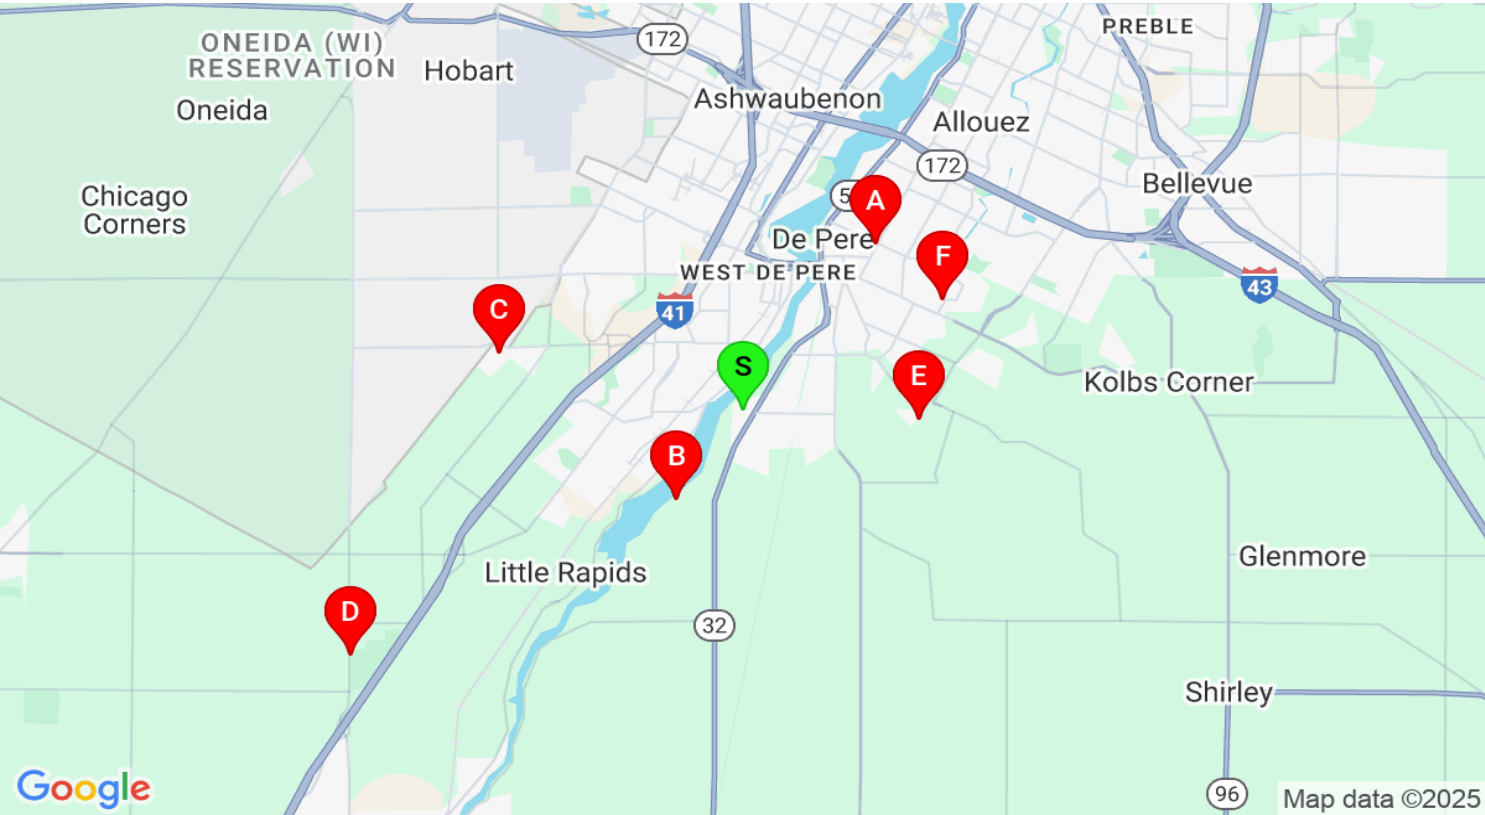 172
PREBLE
ONEIDA (WI)
RESERVATION
Hobart
Oneida
Ashwaubenon
Allouez
172
Bellevue
Chicago
Corners
5
A
De Pere
F
WEST DE PERE
43
C
41
S
E
Kolbs Corner
B
Glenmore
Little Rapids
D
32
Shirley
Google
96
Map data ©2025